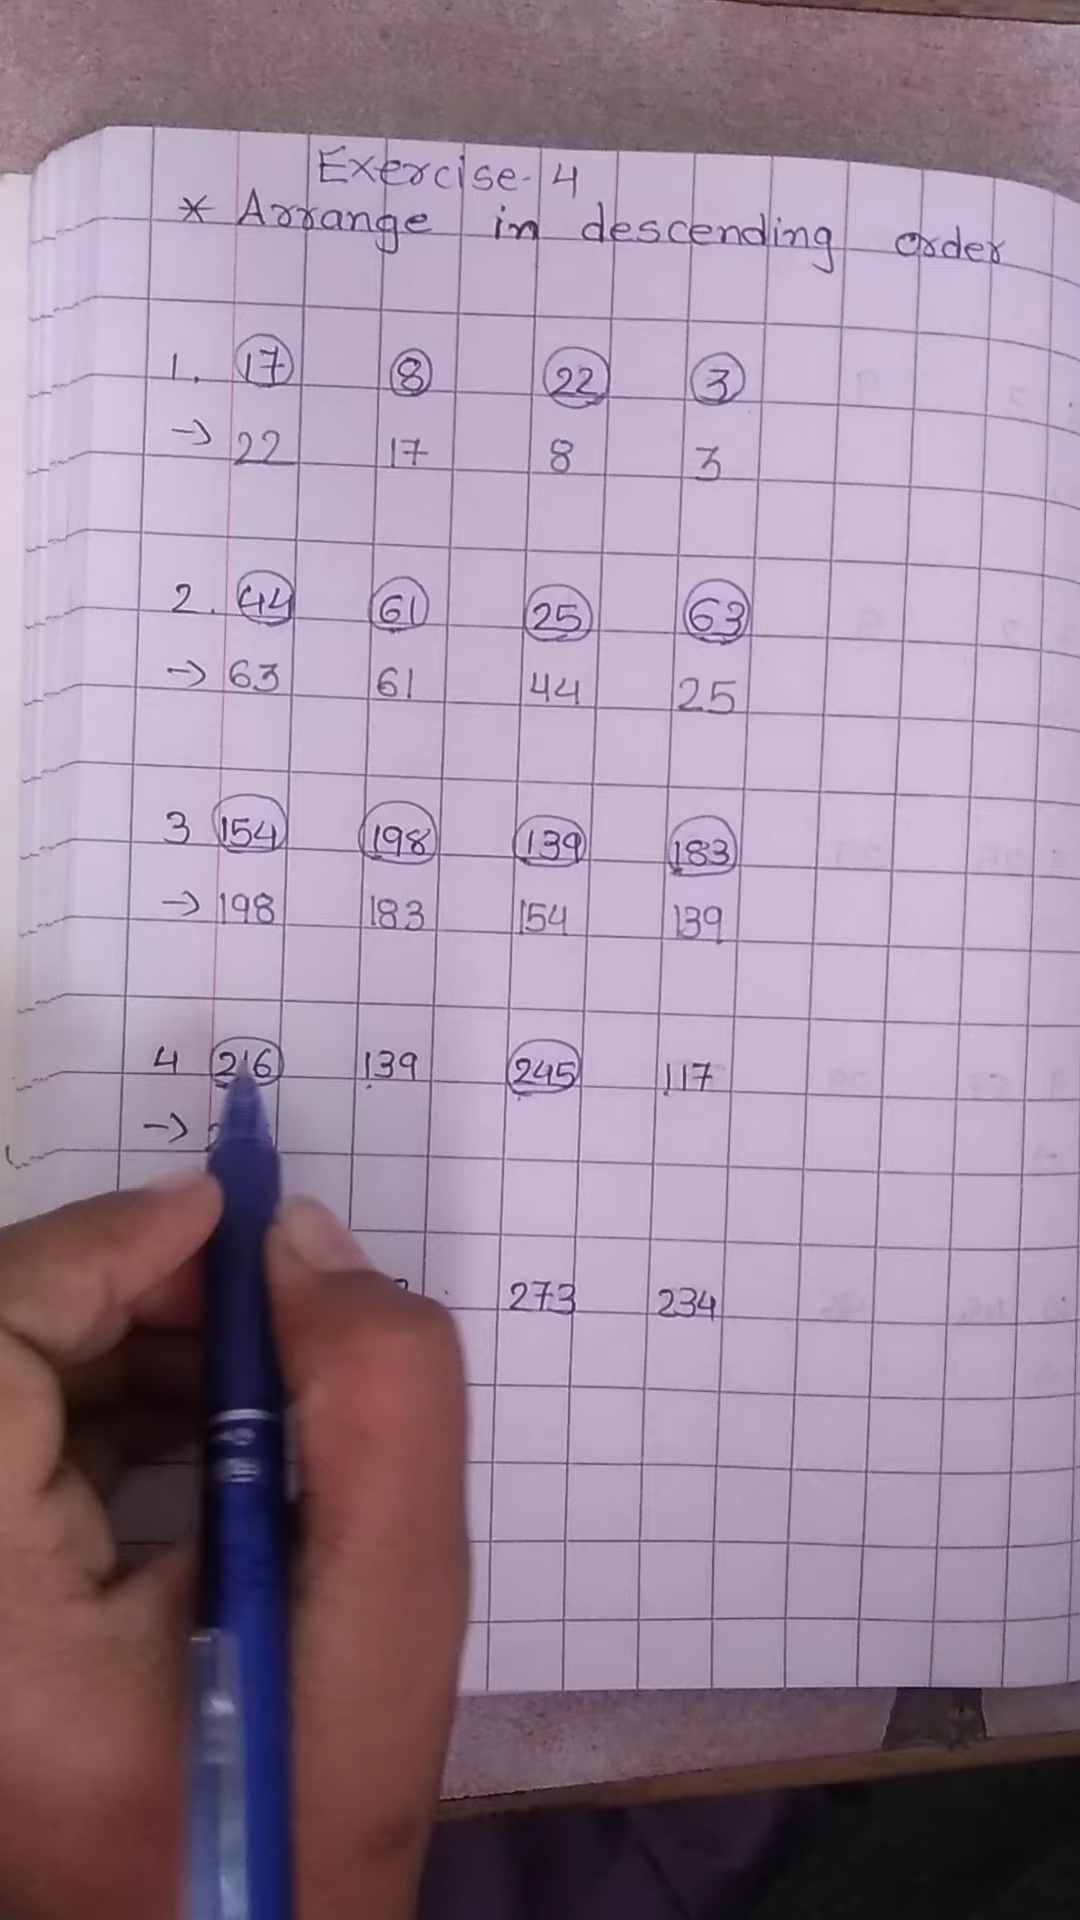 Exercise-4
* Arrange in descending order
1. 17 8 22 3
→ 22 17 8 3
2. 44 61 25 63
→ 63 61 44 25
3 154 198 139 183
→ 198 183 154 139
4 216 139 245 117
→
273 234